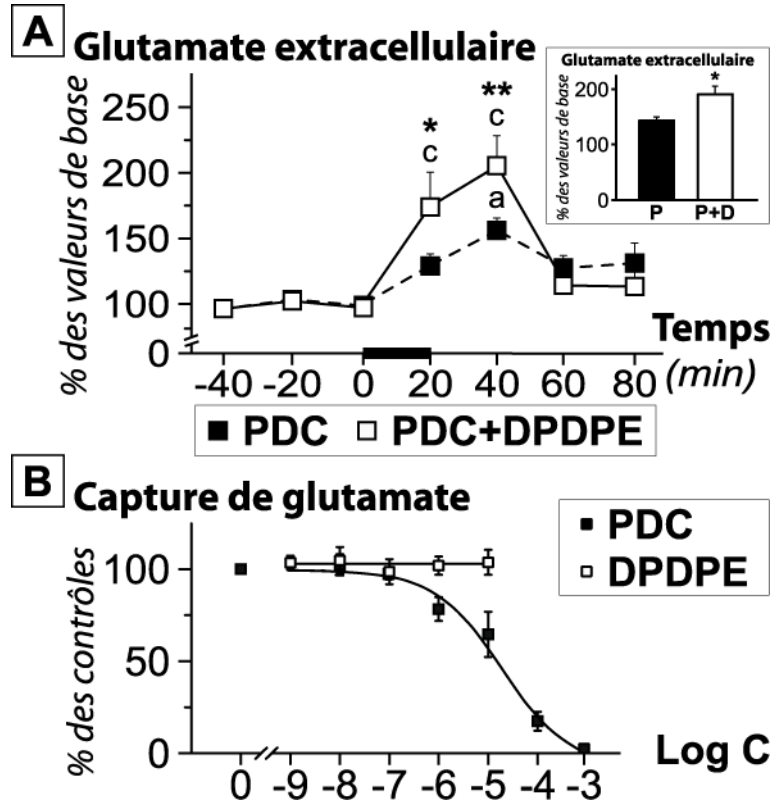 A
Glutamate extracellulaire
% des valeurs de base
250
200
150
100
0
** 
c
*
c
a
-40 -20 0 20 40 60 80
Temps
(min)
■ PDC □ PDC+DPDPE
Glutamate extracellulaire
% des valeurs de base
200
100
0
*
P P+D
B
Capture de glutamate
% des contrôles
100
50
0
■ PDC
□ DPDPE
0 -9 -8 -7 -6 -5 -4 -3
Log C